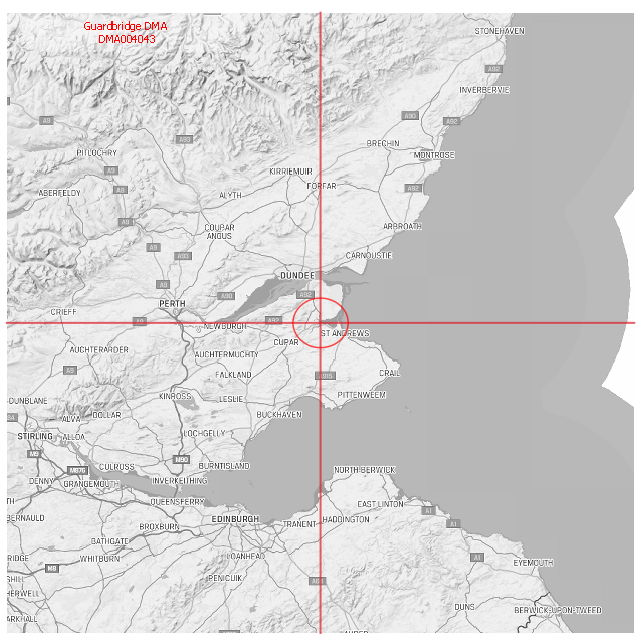 Guardbridge DMA
DMA004043
STONEHAVEN
A92
INVERBERVIE
A90
A92
A9
A93
BRECHIN
MONTROSE
PITLOCHRY
A9
KIRRIEMUIR
FORFAR
A92
ABERFELDY
A9
ALYTH
A9
COUPAR
ANGUS
ARBROATH
A9
A93
CARNOUSTIE
DUNDEE
A9
A90
A92
PERTH
CRIEFF
A9
NEWBURGH
A92
ST ANDREWS
CUPAR
AUCHTERARDER
AUCHTERMUCHTY
A9
FALKLAND
A915
CRAIL
KINROSS
LESLIE
PITTENWEEM
DUNBLANE
DOLLAR
BUCKHAVEN
ALVA
STIRLING
ALLOA
LOCHGELLY
M9
M90
CULROSS
BURNTISLAND
M876
NORTH BERWICK
DENNY
GRANGEMOUTH
INVERKEITHING
QUEENSFERRY
EAST LINTON
A1
BERNAULD
BROXBURN
EDINBURGH
TRANENT
HADDINGTON
A1
BATHGATE
RIDGE
WHITBURN
LOANHEAD
A1
EYEMOUTH
M8
SHILL
PENICUIK
HERWELL
DUNS
BERWICK-UPON-TWEED
ARKHALL